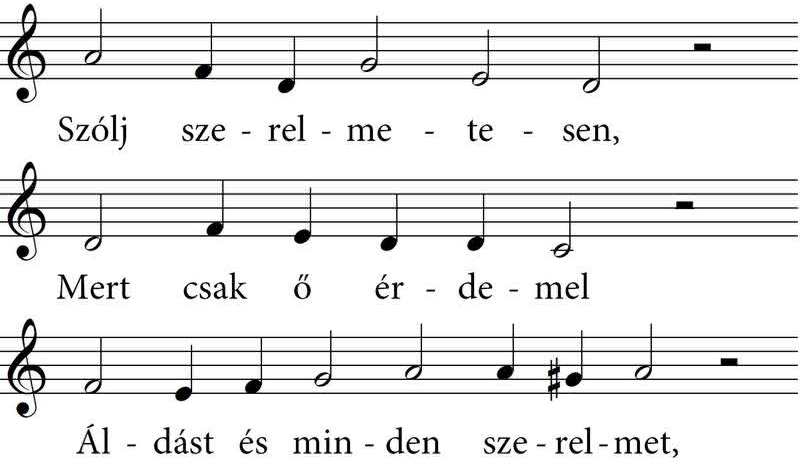 Szólj sze - rel - me - te - sen,
Mert csak ő ér - de - mel
Ál - dást és min - den sze - rel - met,